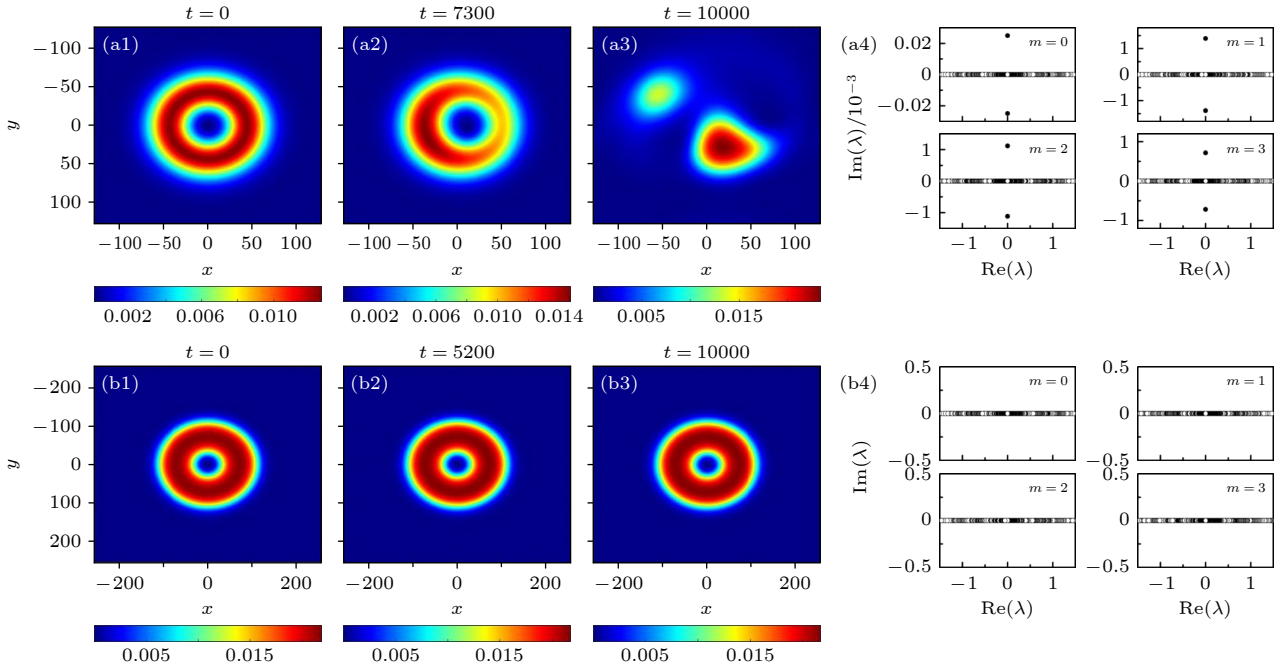 t = 0
t = 7300
t = 10000
(a1)
(a2)
(a3)
(a4)
−100
−50
0
50
100
y
−100 −50 0 50 100
−100 −50 0 50 100
−100 −50 0 50 100
x
x
x
0.002 0.006 0.010
0.002 0.006 0.010 0.014
0.005 0.015
Im(λ)/10⁻³
0.02
0
−0.02
m = 0
1
0
−1
m = 1
1
0
−1
m = 2
1
0
−1
m = 3
−1 0 1
−1 0 1
Re(λ)
Re(λ)
t = 0
t = 5200
t = 10000
(b1)
(b2)
(b3)
(b4)
−200
−100
0
100
200
y
−200 0 200
−200 0 200
−200 0 200
x
x
x
0.005 0.015
0.005 0.015
0.005 0.015
Im(λ)
0.5
0
−0.5
m = 0
0.5
0
−0.5
m = 1
0.5
0
−0.5
m = 2
0.5
0
−0.5
m = 3
−1 0 1
−1 0 1
Re(λ)
Re(λ)